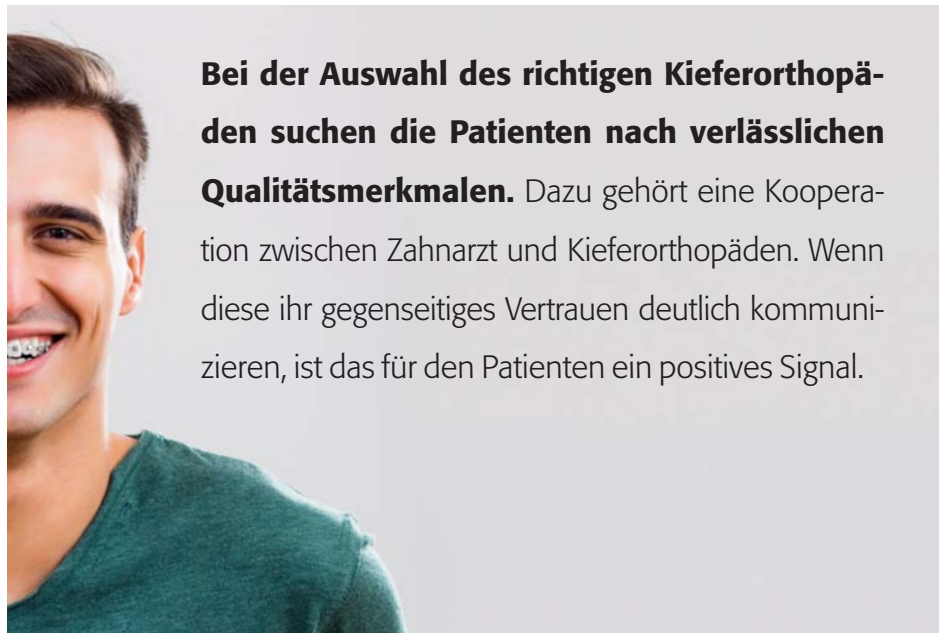 Bei der Auswahl des richtigen Kieferorthopä-
den suchen die Patienten nach verlässlichen
Qualitätsmerkmalen. Dazu gehört eine Koopera-
tion zwischen Zahnarzt und Kieferorthopäden. Wenn
diese ihr gegenseitiges Vertrauen deutlich kommuni-
zieren, ist das für den Patienten ein positives Signal.